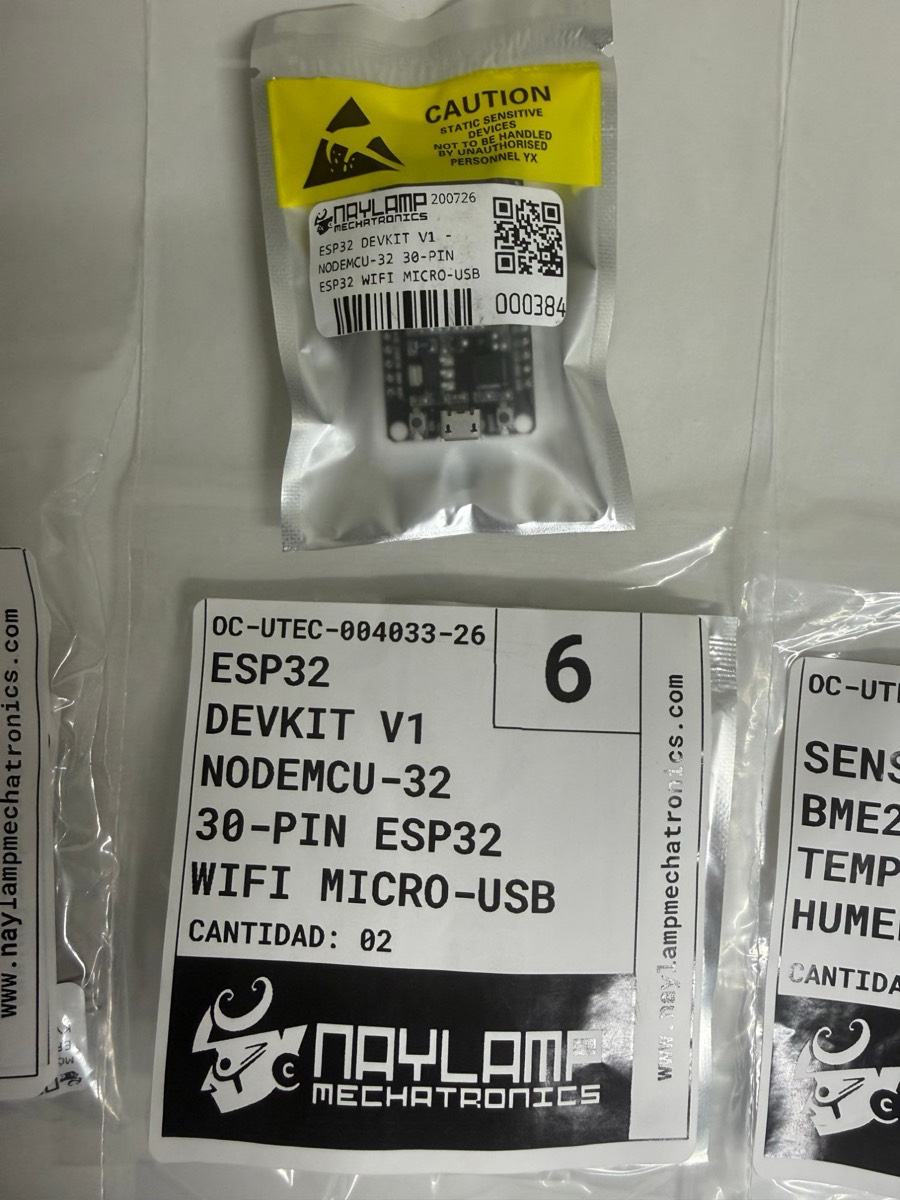 CAUTION
STATIC SENSITIVE
DEVICES
NOT TO BE HANDLED
BY UNAUTHORISED
PERSONNEL YX
NAYLAMP
MECHATRONICS
200726
ESP32 DEVKIT V1 -
NODEMCU-32 30-PIN
ESP32 WIFI MICRO-USB
000384
www.naylampmechatronics.com
OC-UTEC-004033-26
6
ESP32
DEVKIT V1
NODEMCU-32
30-PIN ESP32
WIFI MICRO-USB
CANTIDAD: 02
NAYLAMP
MECHATRONICS
www.naylampmechatronics.com
OC-UT
SENS
BME2
TEMP
HUME
CANTIDA